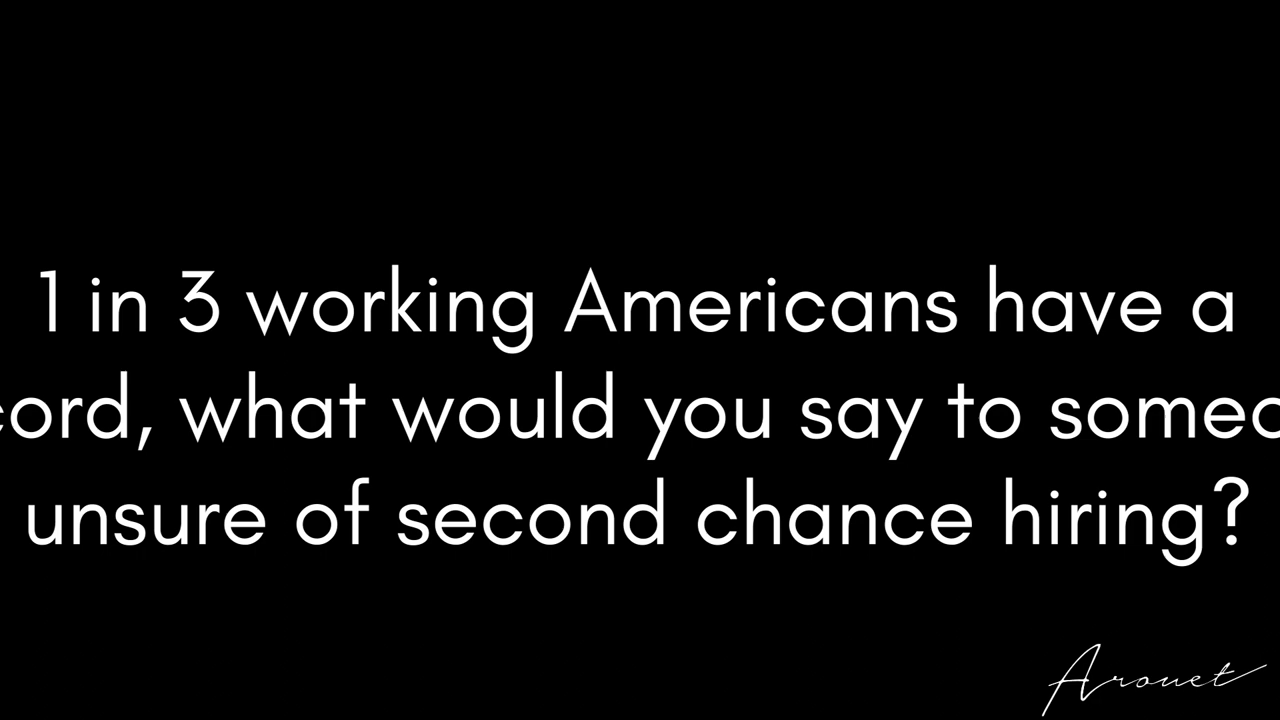 1 in 3 working Americans have a
cord, what would you say to someo
unsure of second chance hiring?
Arouet